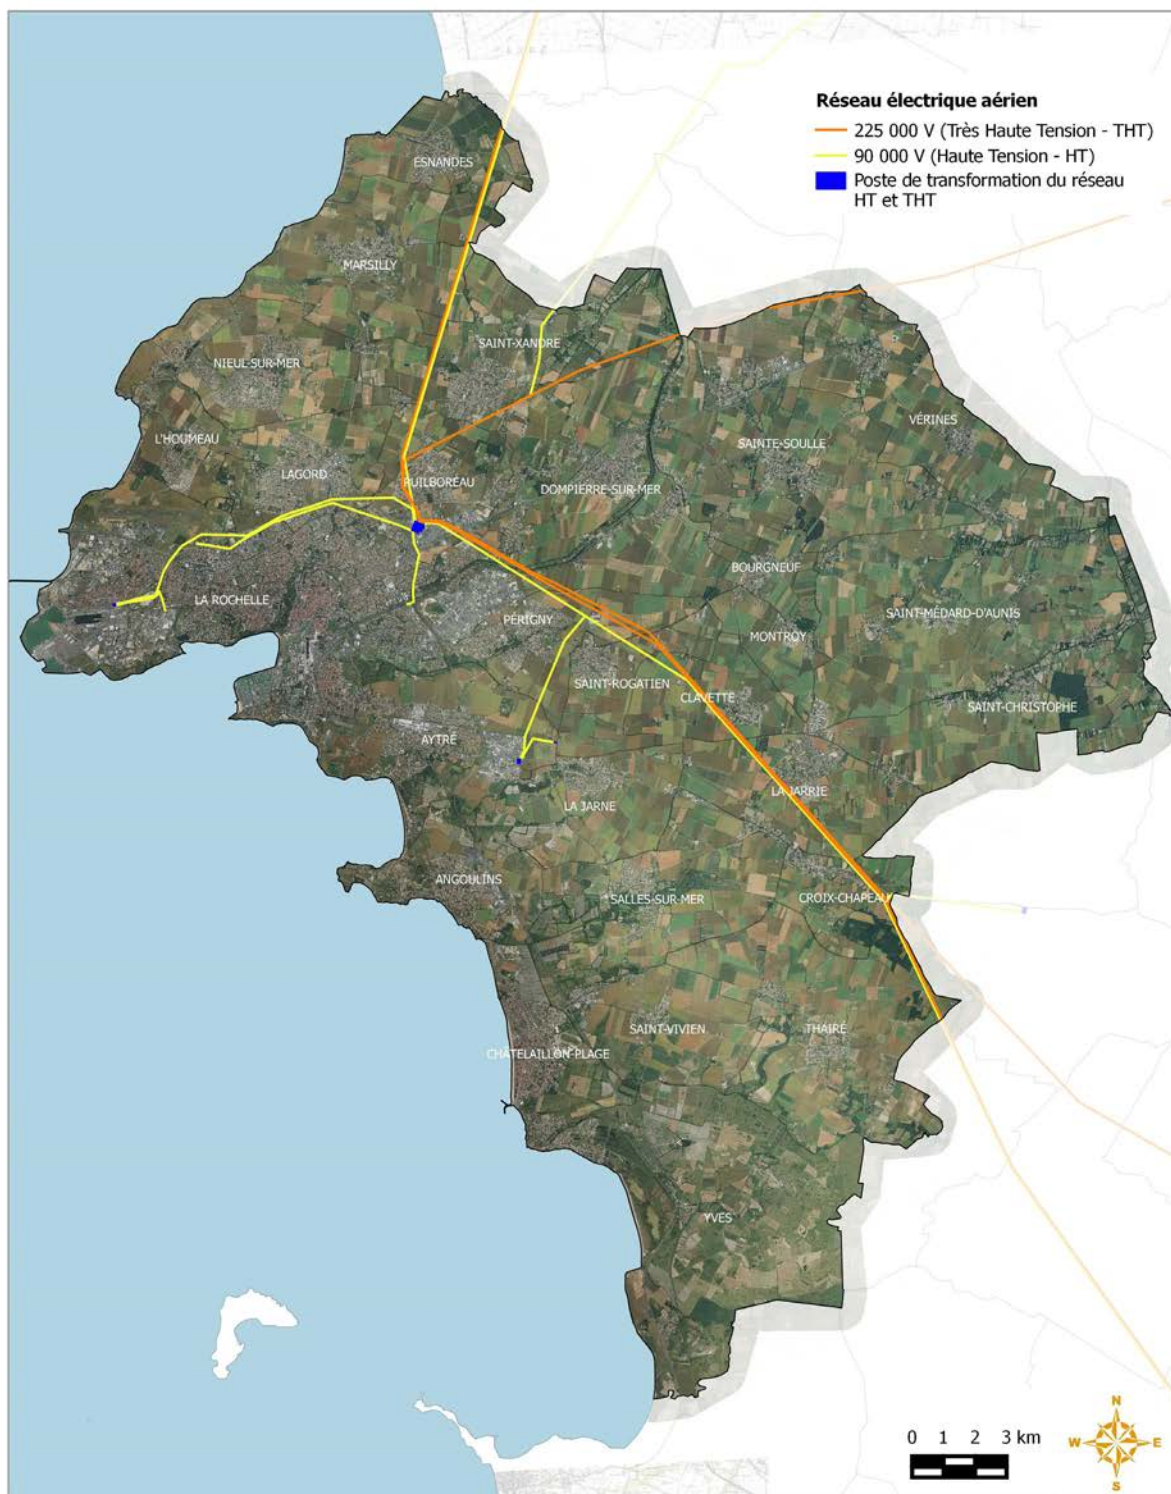 Réseau électrique aérien
225 000 V (Très Haute Tension - THT)
90 000 V (Haute Tension - HT)
Poste de transformation du réseau
HT et THT
ESNANDES
MARSILLY
SAINT-XANDRE
NIEUL-SUR-MER
VÉRINES
L'HOUMEAU
SAINTE-SOULLE
LAGORD
PUILBOREAU
DOMPIERRE-SUR-MER
BOURGNEUF
LA ROCHELLE
SAINT-MÉDARD-D'AUNIS
PÉRIGNY
MONTROY
SAINT-ROGATIEN
CLAVETTE
SAINT-CHRISTOPHE
AYTRÉ
LA JARRIE
LA JARNE
ANGOULINS
SALLES-SUR-MER
CROIX-CHAPEAU
SAINT-VIVIEN
THAIRÉ
CHÂTELAILLON-PLAGE
YVES
N
W E
S
0 1 2 3 km